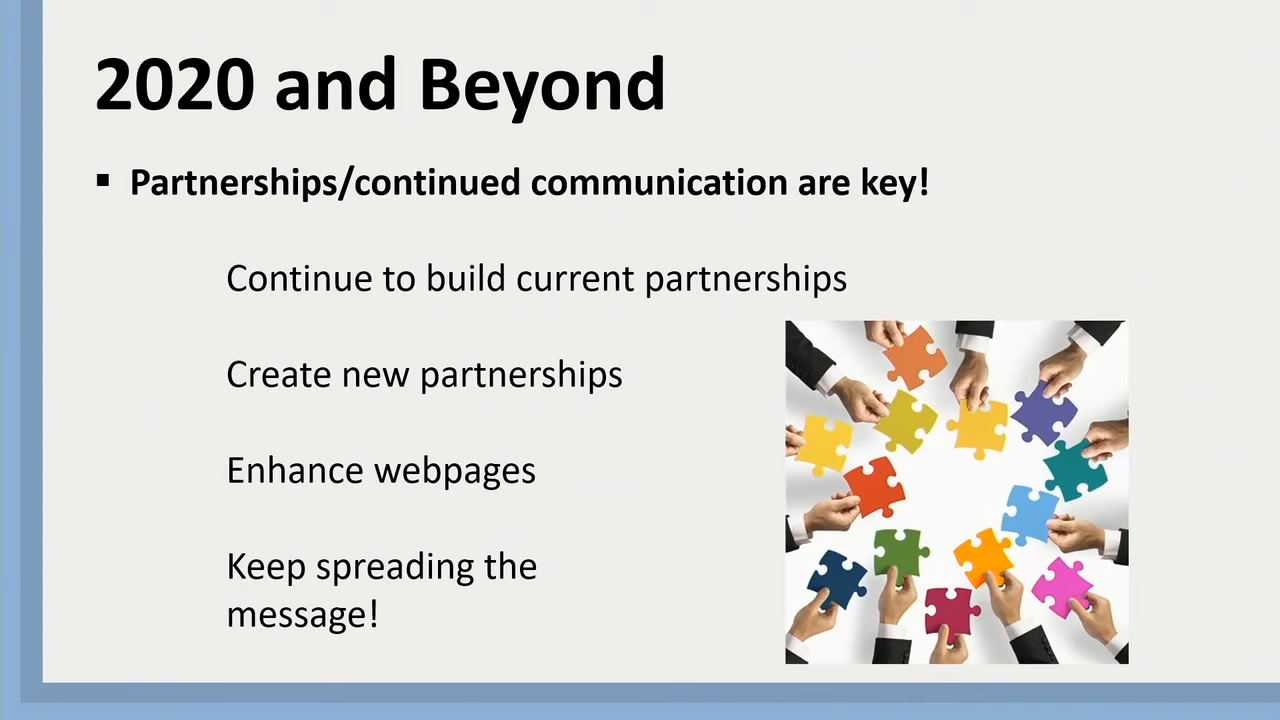 2020 and Beyond
▪ Partnerships/continued communication are key!
Continue to build current partnerships
Create new partnerships
Enhance webpages
Keep spreading the
message!